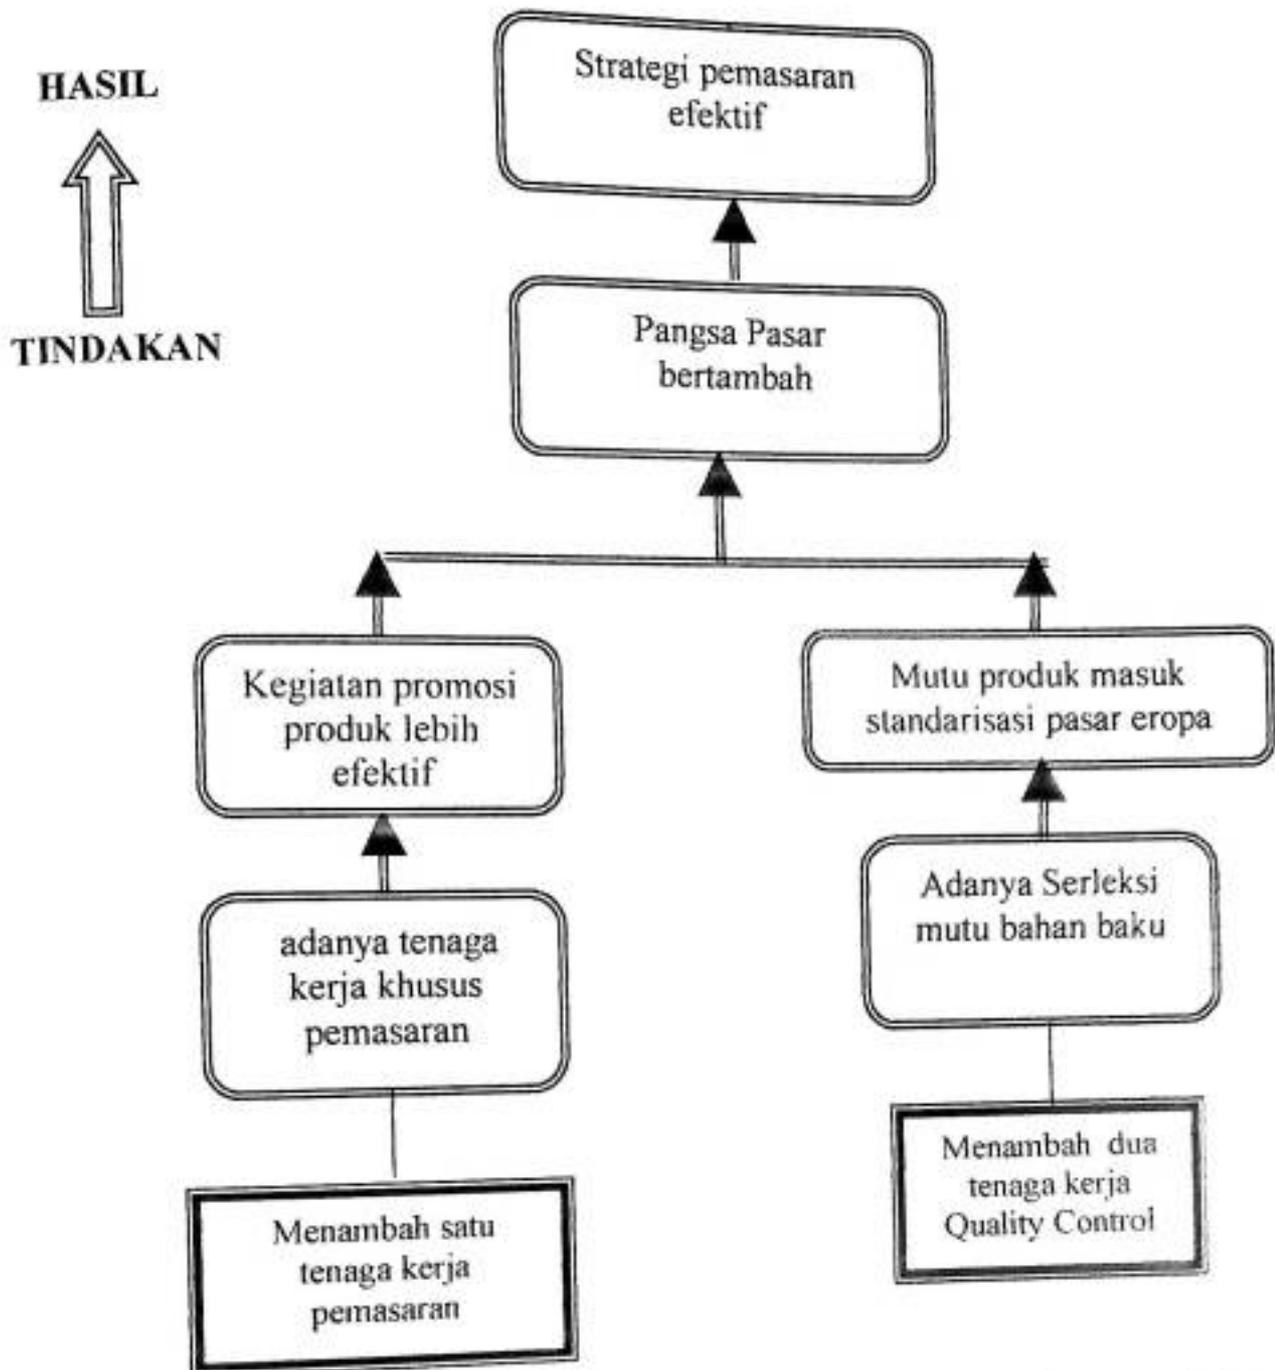 HASIL
TINDAKAN
Strategi pemasaran
efektif
Pangsa Pasar
bertambah
Kegiatan promosi
produk lebih
efektif
Mutu produk masuk
standarisasi pasar eropa
adanya tenaga
kerja khusus
pemasaran
Adanya Serleksi
mutu bahan baku
Menambah satu
tenaga kerja
pemasaran
Menambah dua
tenaga kerja
Quality Control